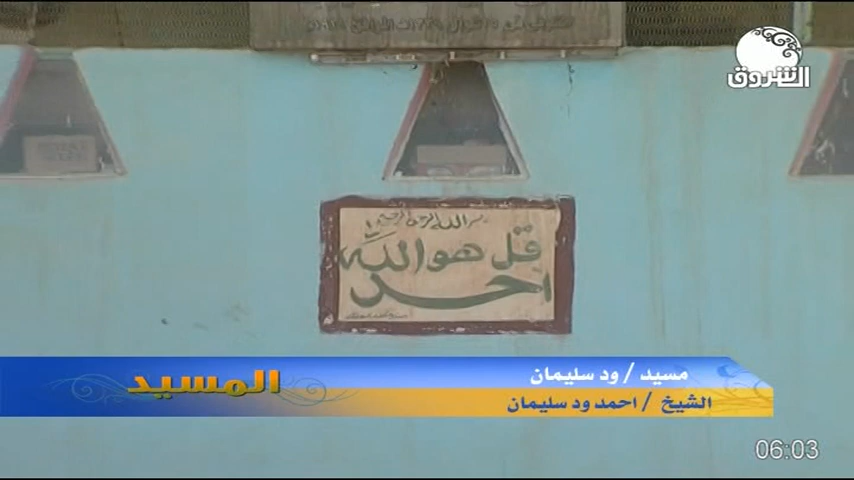 الشروق
بسم الله الرحمن الرحيم
قل هو الله
احد
مسيد / ود سليمان
المسيد
الشيخ / احمد ود سليمان
06:03